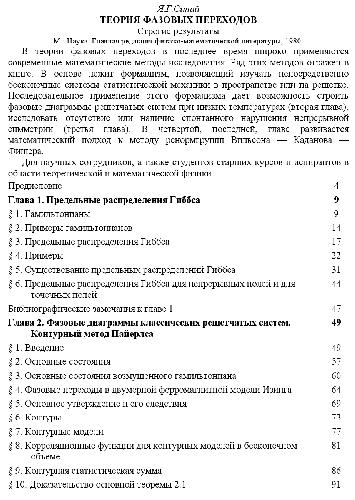 Я.Г.Синай
ТЕОРИЯ ФАЗОВЫХ ПЕРЕХОДОВ
Строгие результаты
М.: Наука. Главная ред. физико-математической литературы, 1980
В теории фазовых переходов в последнее время широко применяются
современные математические методы исследования. Ряд этих методов отражен в
книге. В основе лежит формализм, позволяющий изучать непосредственно
бесконечные системы статистической механики в пространстве или на решетке.
Последовательное применение этого формализма дает возможность строить
фазовые диаграммы решетчатых систем при низких температурах (вторая глава),
исследовать отсутствие или наличие спонтанного нарушения непрерывной
симметрии (третья глава). В четвертой, последней, главе развивается
математический подход к методу ренормгрупп Вильсона — Каданова —
Фишера.
Для научных сотрудников, а также студентов старших курсов и аспирантов в
области теоретической и математической физики.
Предисловие 4
Глава 1. Предельные распределения Гиббса 9
§ 1. Гамильтонианы 9
§ 2. Примеры гамильтонианов 14
§ 3. Предельные распределения Гиббса 17
§ 4. Примеры 22
§ 5. Существование предельных распределений Гиббса 31
§ 6. Предельные распределения Гиббса для непрерывных полей и для 44
точечных полей
Библиографические замечания к главе 1 47
Глава 2. Фазовые диаграммы классических решетчатых систем. 49
Контурный метод Пайерлса
§ 1. Введение 49
§ 2. Основные состояния 57
§ 3. Основные состояния возмущенного гамильтониана 60
§ 4. Фазовые переходы в двумерной ферромагнитной модели Изинга 64
§ 5. Основное утверждение и его следствия 69
§ 6. Контуры 73
§ 7. Контурные модели 77
§ 8. Корреляционные функции для контурных моделей в бесконечном 81
объеме
§ 9. Контурная статистическая сумма 86
§ 10. Доказательство основной теоремы 2.1 91